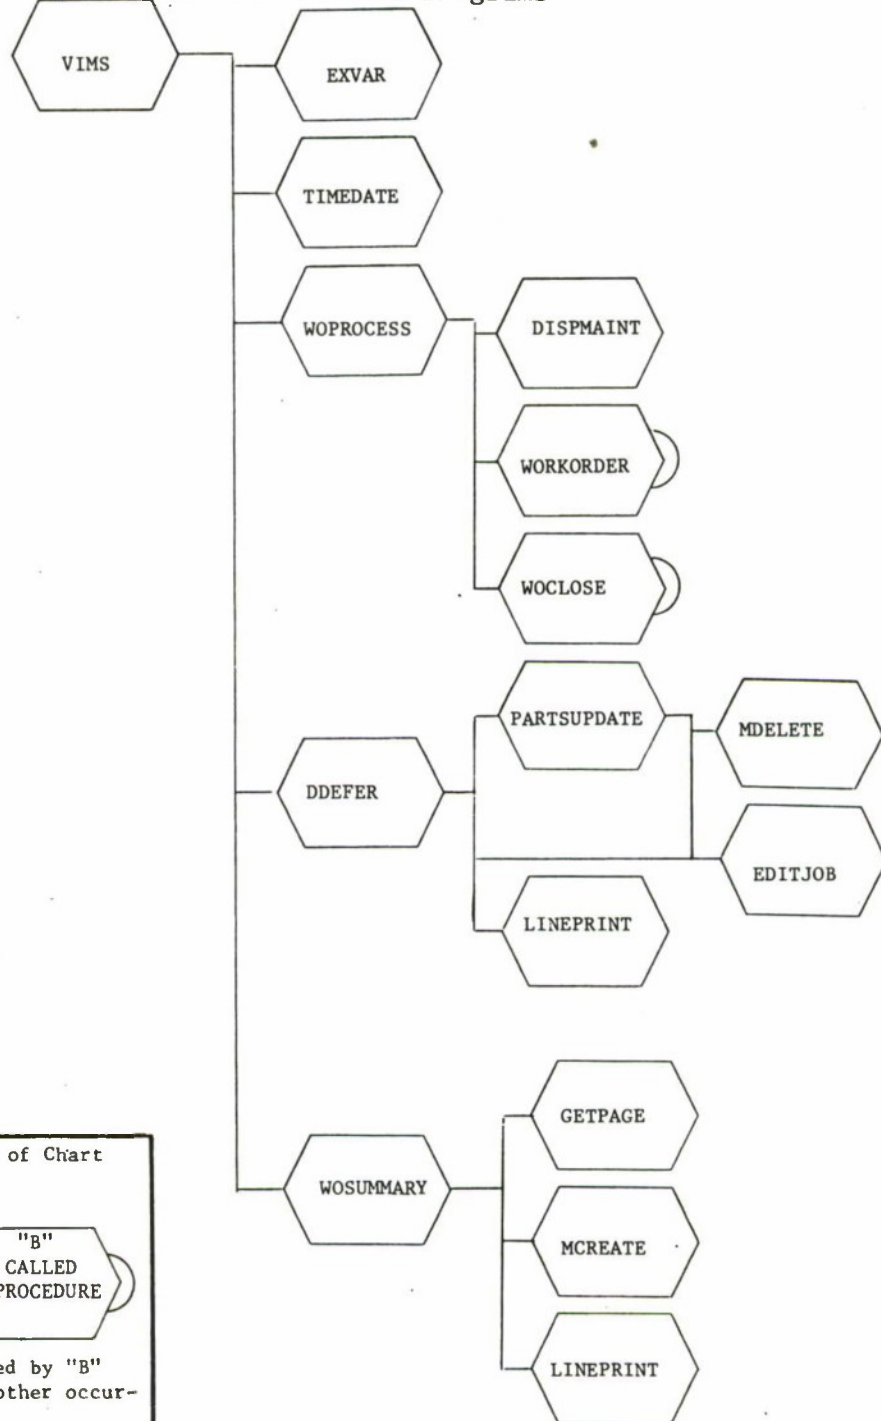 VIMS
EXVAR
TIMEDATE
WOPROCESS
DISPMAINT
WORKORDER
WOCLOSE
PARTSUPDATE
MDELETE
DDEFER
EDITJOB
LINEPRINT
GETPAGE
of Chart
WOSUMMARY
"B"
MCREATE
CALLED
PROCEDURE
ed by "B"
LINEPRINT
other occur-